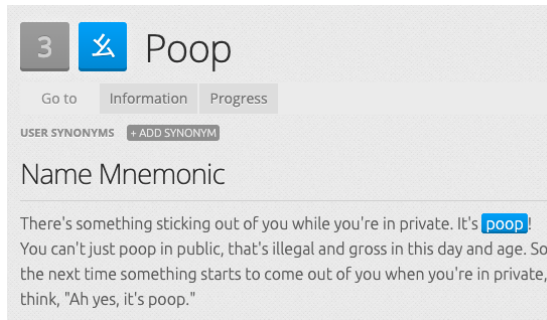 3 幺 Poop
Go to Information Progress
USER SYNONYMS + ADD SYNONYM
Name Mnemonic
There's something sticking out of you while you're in private. It's poop!
You can't just poop in public, that's illegal and gross in this day and age. So
the next time something starts to come out of you when you're in private,
think, "Ah yes, it's poop."